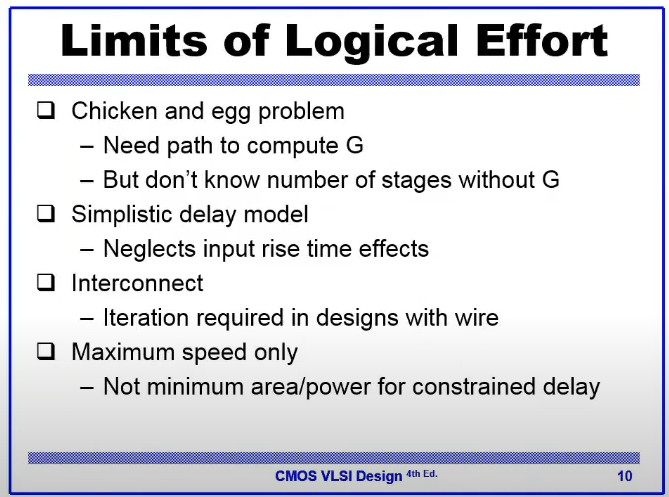 Limits of Logical Effort
❑ Chicken and egg problem
– Need path to compute G
– But don't know number of stages without G
❑ Simplistic delay model
– Neglects input rise time effects
❑ Interconnect
– Iteration required in designs with wire
❑ Maximum speed only
– Not minimum area/power for constrained delay
CMOS VLSI Design 4th Ed. 10